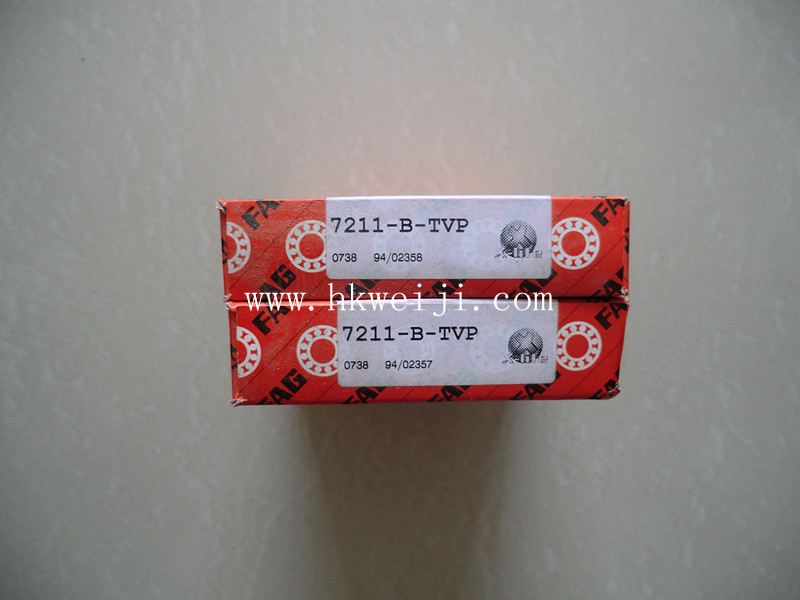 FAG
7211-B-TVP
0738 94/02358
FAG
www.hkweiji.com
FAG
7211-B-TVP
0738 94/02357
FAG